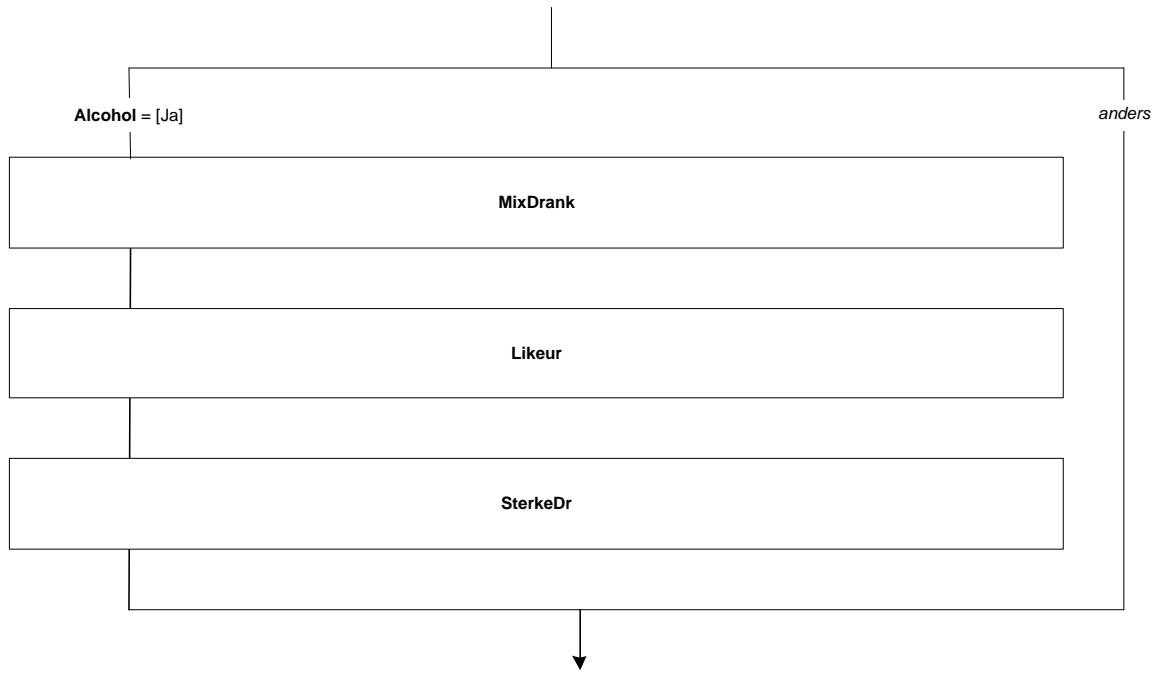 Alcohol = [Ja]
anders
MixDrank
Likeur
SterkeDr